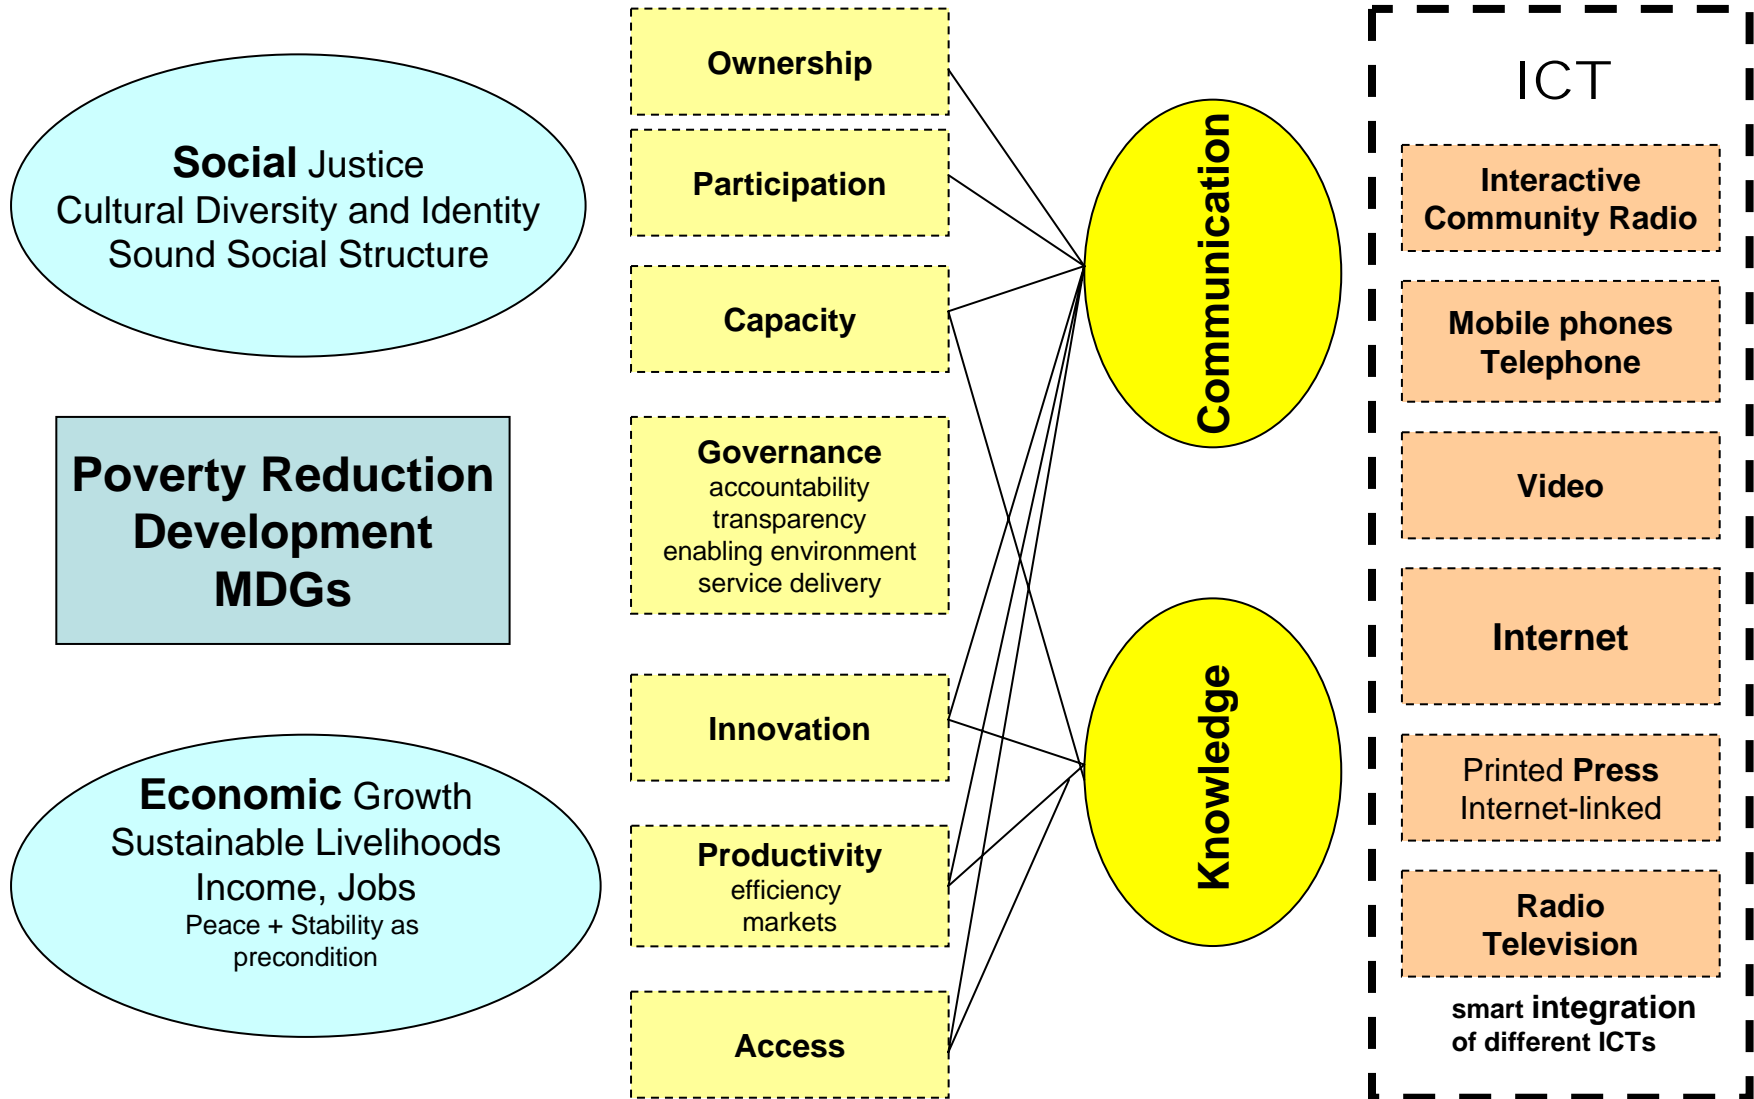 Social Justice
Cultural Diversity and Identity
Sound Social Structure
Poverty Reduction
Development
MDGs
Economic Growth
Sustainable Livelihoods
Income, Jobs
Peace + Stability as
precondition
Ownership
Participation
Capacity
Governance
accountability
transparency
enabling environment
service delivery
Innovation
Productivity
efficiency
markets
Access
Communication
Knowledge
ICT
Interactive
Community Radio
Mobile phones
Telephone
Video
Internet
Printed Press
Internet-linked
Radio
Television
smart integration
of different ICTs